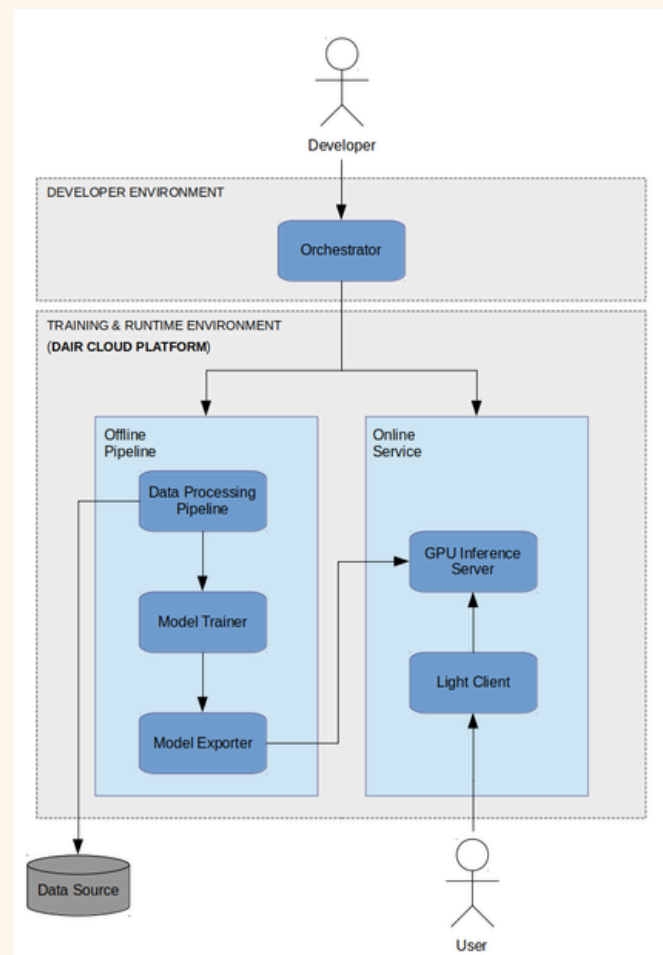 Developer
DEVELOPER ENVIRONMENT
Orchestrator
TRAINING & RUNTIME ENVIRONMENT
(DAIR CLOUD PLATFORM)
Offline
Pipeline
Data Processing
Pipeline
Model Trainer
Model Exporter
Online
Service
GPU Inference
Server
Light Client
Data Source
User